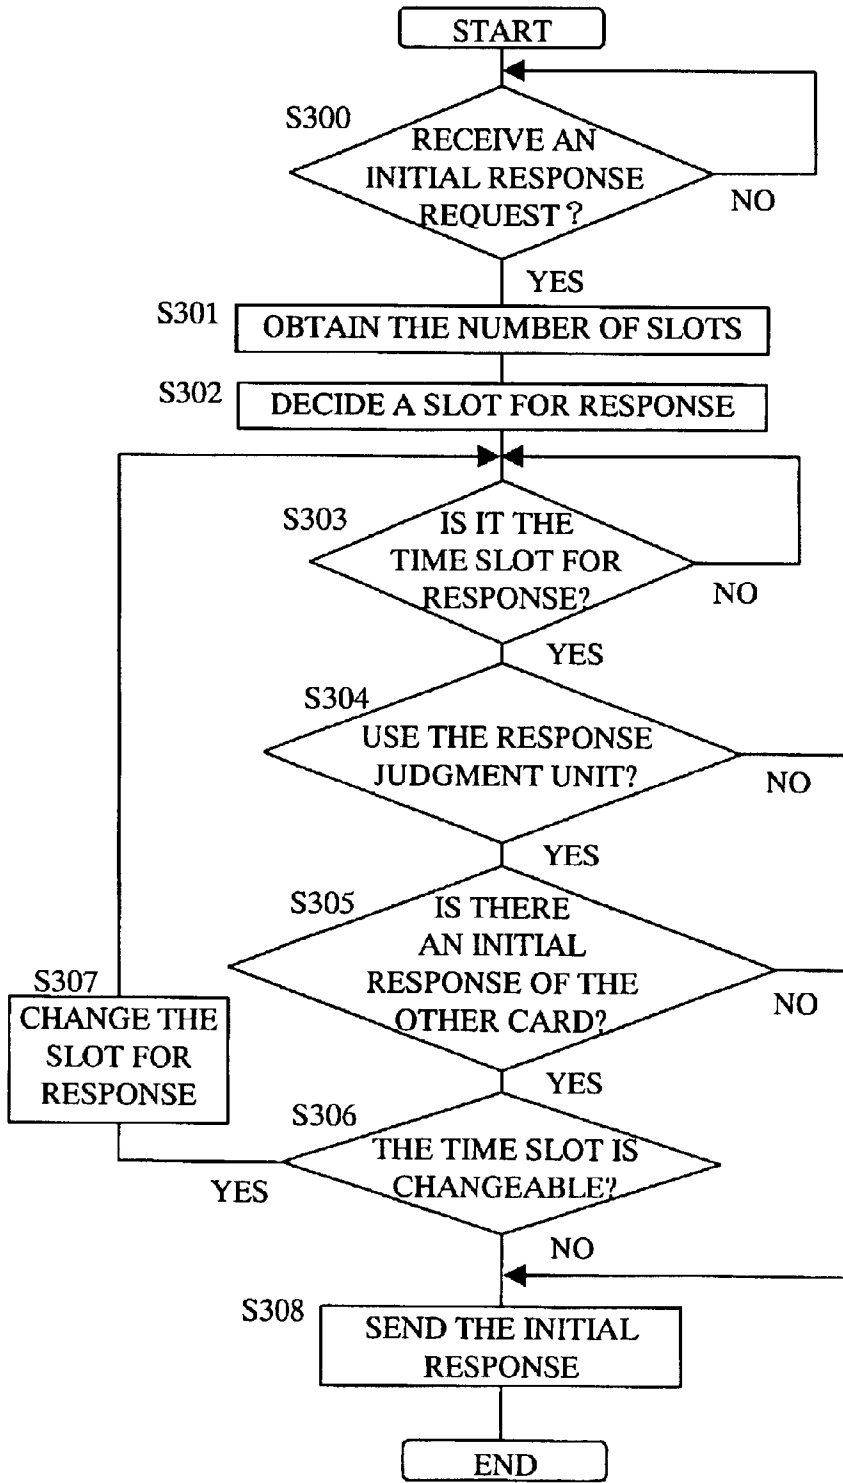 START
S300
RECEIVE AN
INITIAL RESPONSE
REQUEST?
NO
YES
S301
OBTAIN THE NUMBER OF SLOTS
S302
DECIDE A SLOT FOR RESPONSE
S303
IS IT THE
TIME SLOT FOR
RESPONSE?
NO
YES
S304
USE THE RESPONSE
JUDGMENT UNIT?
NO
YES
S305
IS THERE
AN INITIAL
RESPONSE OF THE
OTHER CARD?
NO
YES
S307
CHANGE THE
SLOT FOR
RESPONSE
S306
THE TIME SLOT IS
CHANGEABLE?
YES
NO
S308
SEND THE INITIAL
RESPONSE
END